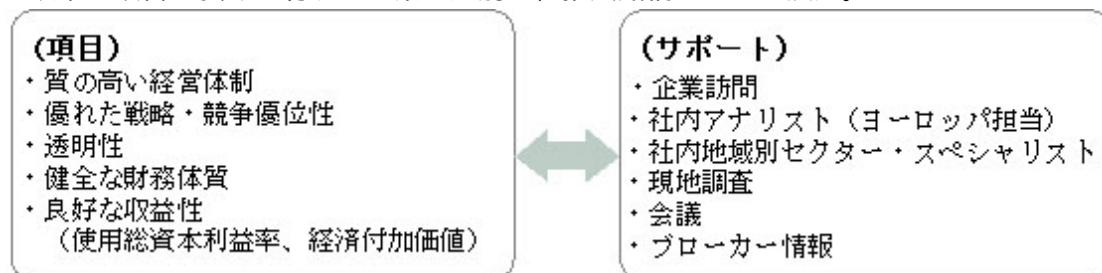 (項目)
・質の高い経営体制
・優れた戦略・競争優位性
・透明性
・健全な財務体質
・良好な収益性
（使用総資本利益率、経済付加価値）
(サポート)
・企業訪問
・社内アナリスト（ヨーロッパ担当）
・社内地域別セクター・スペシャリスト
・現地調査
・会議
・ブローカー情報